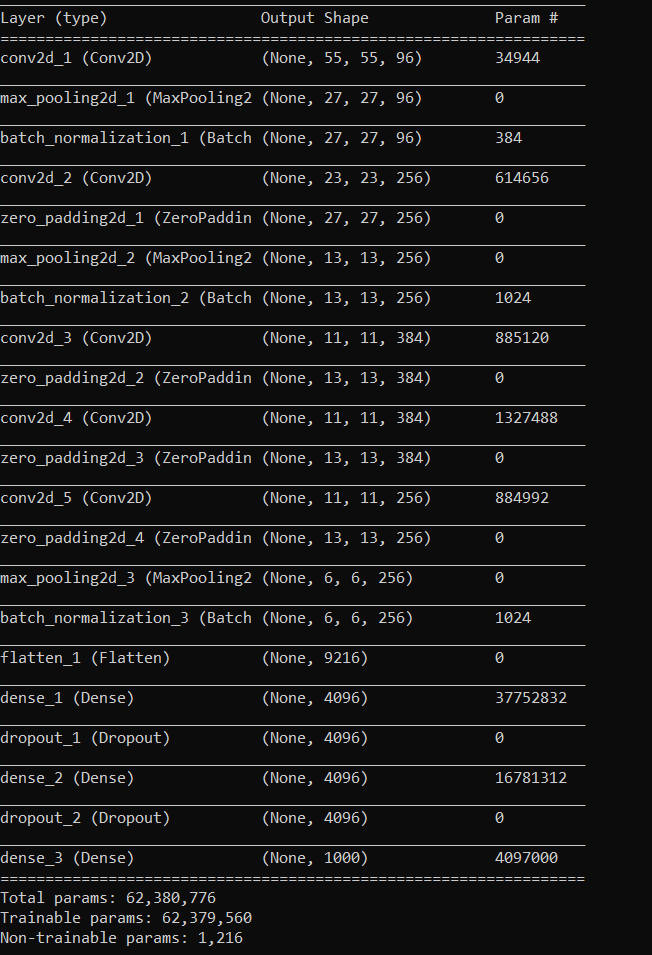 Layer (type)                 Output Shape              Param #
=================================================================
conv2d_1 (Conv2D)            (None, 55, 55, 96)        34944
max_pooling2d_1 (MaxPooling2 (None, 27, 27, 96)        0
batch_normalization_1 (Batch (None, 27, 27, 96)        384
conv2d_2 (Conv2D)            (None, 23, 23, 256)       614656
zero_padding2d_1 (ZeroPaddin (None, 27, 27, 256)       0
max_pooling2d_2 (MaxPooling2 (None, 13, 13, 256)       0
batch_normalization_2 (Batch (None, 13, 13, 256)       1024
conv2d_3 (Conv2D)            (None, 11, 11, 384)       885120
zero_padding2d_2 (ZeroPaddin (None, 13, 13, 384)       0
conv2d_4 (Conv2D)            (None, 11, 11, 384)       1327488
zero_padding2d_3 (ZeroPaddin (None, 13, 13, 384)       0
conv2d_5 (Conv2D)            (None, 11, 11, 256)       884992
zero_padding2d_4 (ZeroPaddin (None, 13, 13, 256)       0
max_pooling2d_3 (MaxPooling2 (None, 6, 6, 256)         0
batch_normalization_3 (Batch (None, 6, 6, 256)         1024
flatten_1 (Flatten)          (None, 9216)              0
dense_1 (Dense)              (None, 4096)              37752832
dropout_1 (Dropout)          (None, 4096)              0
dense_2 (Dense)              (None, 4096)              16781312
dropout_2 (Dropout)          (None, 4096)              0
dense_3 (Dense)              (None, 1000)              4097000
=================================================================
Total params: 62,380,776
Trainable params: 62,379,560
Non-trainable params: 1,216